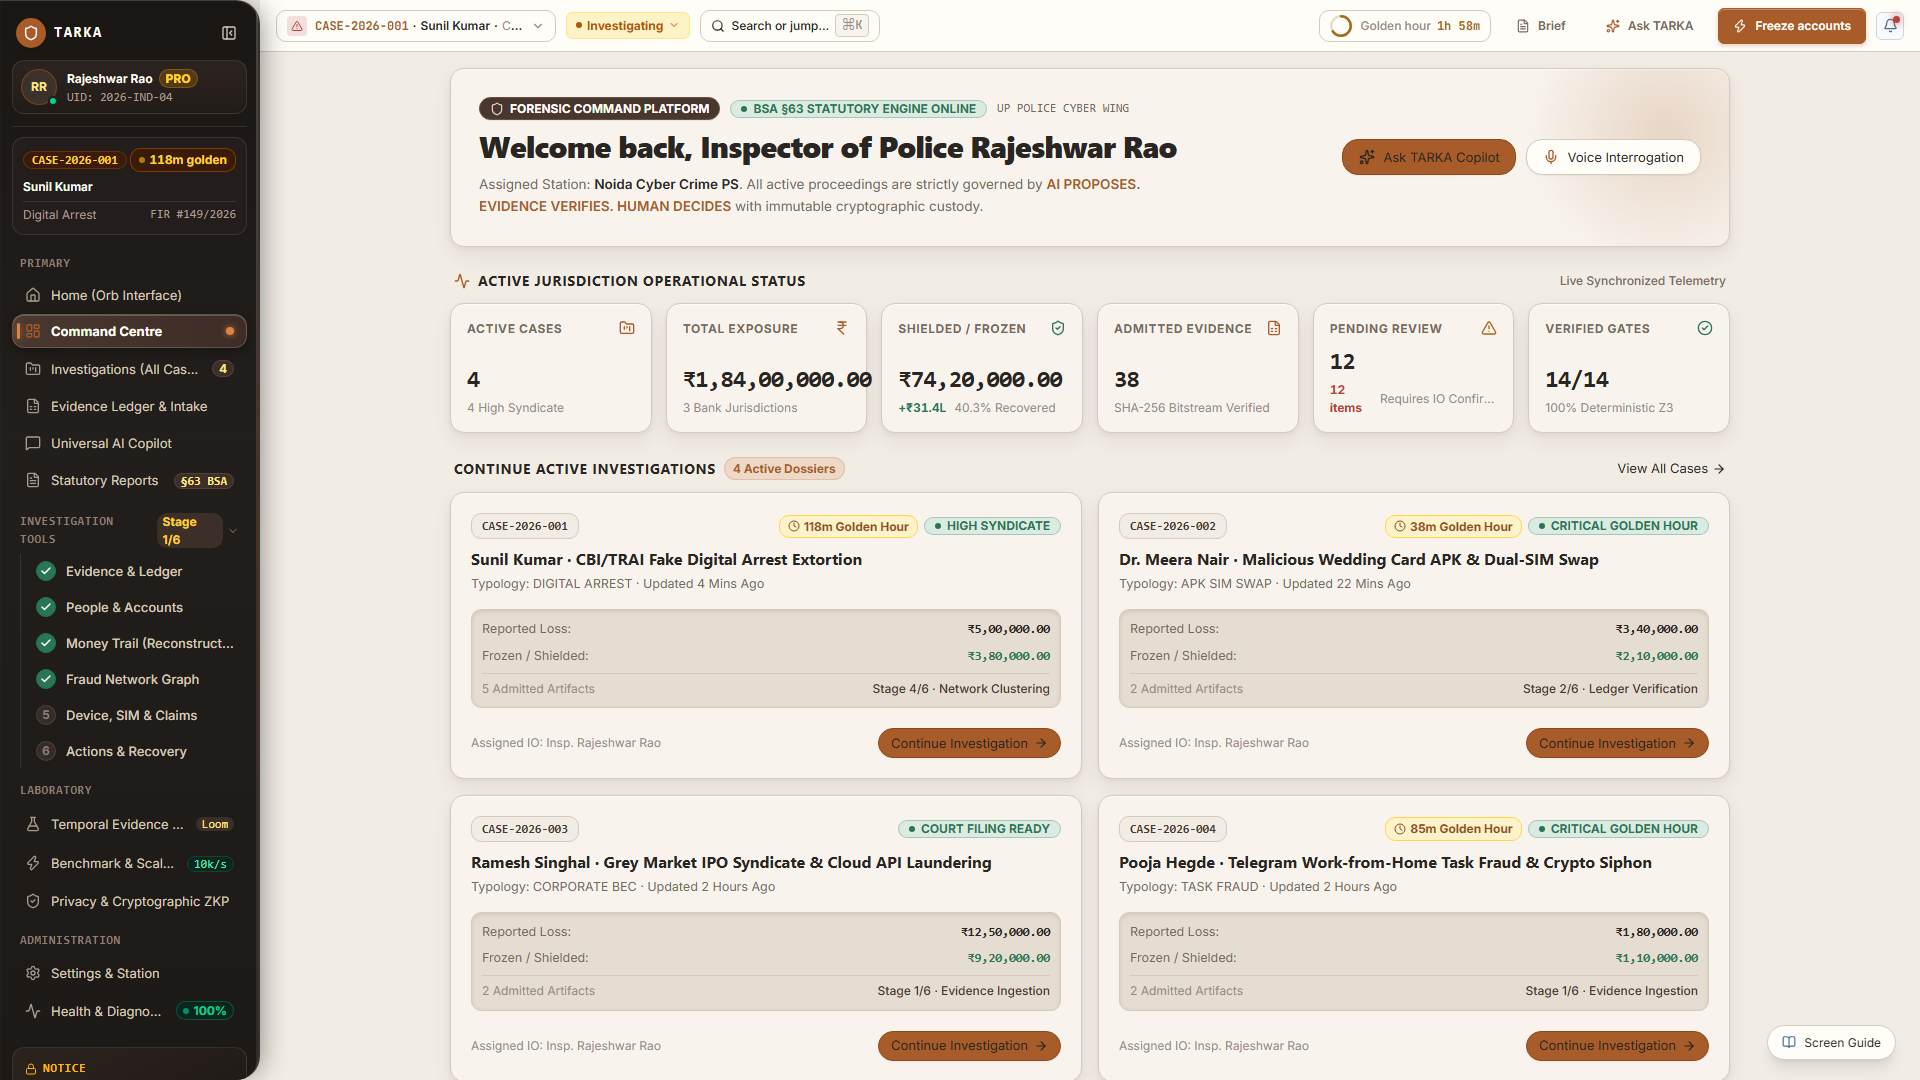 TARKA
RR
Rajeshwar Rao PRO
UID: 2026-IND-04
CASE-2026-001 118m golden
Sunil Kumar
Digital Arrest FIR #149/2026
PRIMARY
Home (Orb Interface)
Command Centre
Investigations (All Cas... 4
Evidence Ledger & Intake
Universal AI Copilot
Statutory Reports §63 BSA
INVESTIGATION TOOLS Stage 1/6
Evidence & Ledger
People & Accounts
Money Trail (Reconstruct...
Fraud Network Graph
5 Device, SIM & Claims
6 Actions & Recovery
LABORATORY
Temporal Evidence ... Loom
Benchmark & Scal... 10k/s
Privacy & Cryptographic ZKP
ADMINISTRATION
Settings & Station
Health & Diagno... 100%
NOTICE
CASE-2026-001 · Sunil Kumar · C...
Investigating
Search or jump... ⌘K
Golden hour 1h 58m
Brief
Ask TARKA
Freeze accounts
FORENSIC COMMAND PLATFORM BSA §63 STATUTORY ENGINE ONLINE UP POLICE CYBER WING
Welcome back, Inspector of Police Rajeshwar Rao
Assigned Station: Noida Cyber Crime PS. All active proceedings are strictly governed by AI PROPOSES.
EVIDENCE VERIFIES. HUMAN DECIDES with immutable cryptographic custody.
Ask TARKA Copilot
Voice Interrogation
ACTIVE JURISDICTION OPERATIONAL STATUS Live Synchronized Telemetry
ACTIVE CASES
4
4 High Syndicate
TOTAL EXPOSURE ₹
₹1,84,00,000.00
3 Bank Jurisdictions
SHIELDED / FROZEN
₹74,20,000.00
+₹31.4L 40.3% Recovered
ADMITTED EVIDENCE
38
SHA-256 Bitstream Verified
PENDING REVIEW
12
12 items Requires IO Confir...
VERIFIED GATES
14/14
100% Deterministic Z3
CONTINUE ACTIVE INVESTIGATIONS 4 Active Dossiers View All Cases →
CASE-2026-001 118m Golden Hour HIGH SYNDICATE
Sunil Kumar · CBI/TRAI Fake Digital Arrest Extortion
Typology: DIGITAL ARREST · Updated 4 Mins Ago
Reported Loss: ₹5,00,000.00
Frozen / Shielded: ₹3,80,000.00
5 Admitted Artifacts Stage 4/6 · Network Clustering
Assigned IO: Insp. Rajeshwar Rao Continue Investigation →
CASE-2026-002 38m Golden Hour CRITICAL GOLDEN HOUR
Dr. Meera Nair · Malicious Wedding Card APK & Dual-SIM Swap
Typology: APK SIM SWAP · Updated 22 Mins Ago
Reported Loss: ₹3,40,000.00
Frozen / Shielded: ₹2,10,000.00
2 Admitted Artifacts Stage 2/6 · Ledger Verification
Assigned IO: Insp. Rajeshwar Rao Continue Investigation →
CASE-2026-003 COURT FILING READY
Ramesh Singhal · Grey Market IPO Syndicate & Cloud API Laundering
Typology: CORPORATE BEC · Updated 2 Hours Ago
Reported Loss: ₹12,50,000.00
Frozen / Shielded: ₹9,20,000.00
2 Admitted Artifacts Stage 1/6 · Evidence Ingestion
Assigned IO: Insp. Rajeshwar Rao Continue Investigation →
CASE-2026-004 85m Golden Hour CRITICAL GOLDEN HOUR
Pooja Hegde · Telegram Work-from-Home Task Fraud & Crypto Siphon
Typology: TASK FRAUD · Updated 2 Hours Ago
Reported Loss: ₹1,80,000.00
Frozen / Shielded: ₹1,10,000.00
2 Admitted Artifacts Stage 1/6 · Evidence Ingestion
Assigned IO: Insp. Rajeshwar Rao Continue Investigation →
Screen Guide